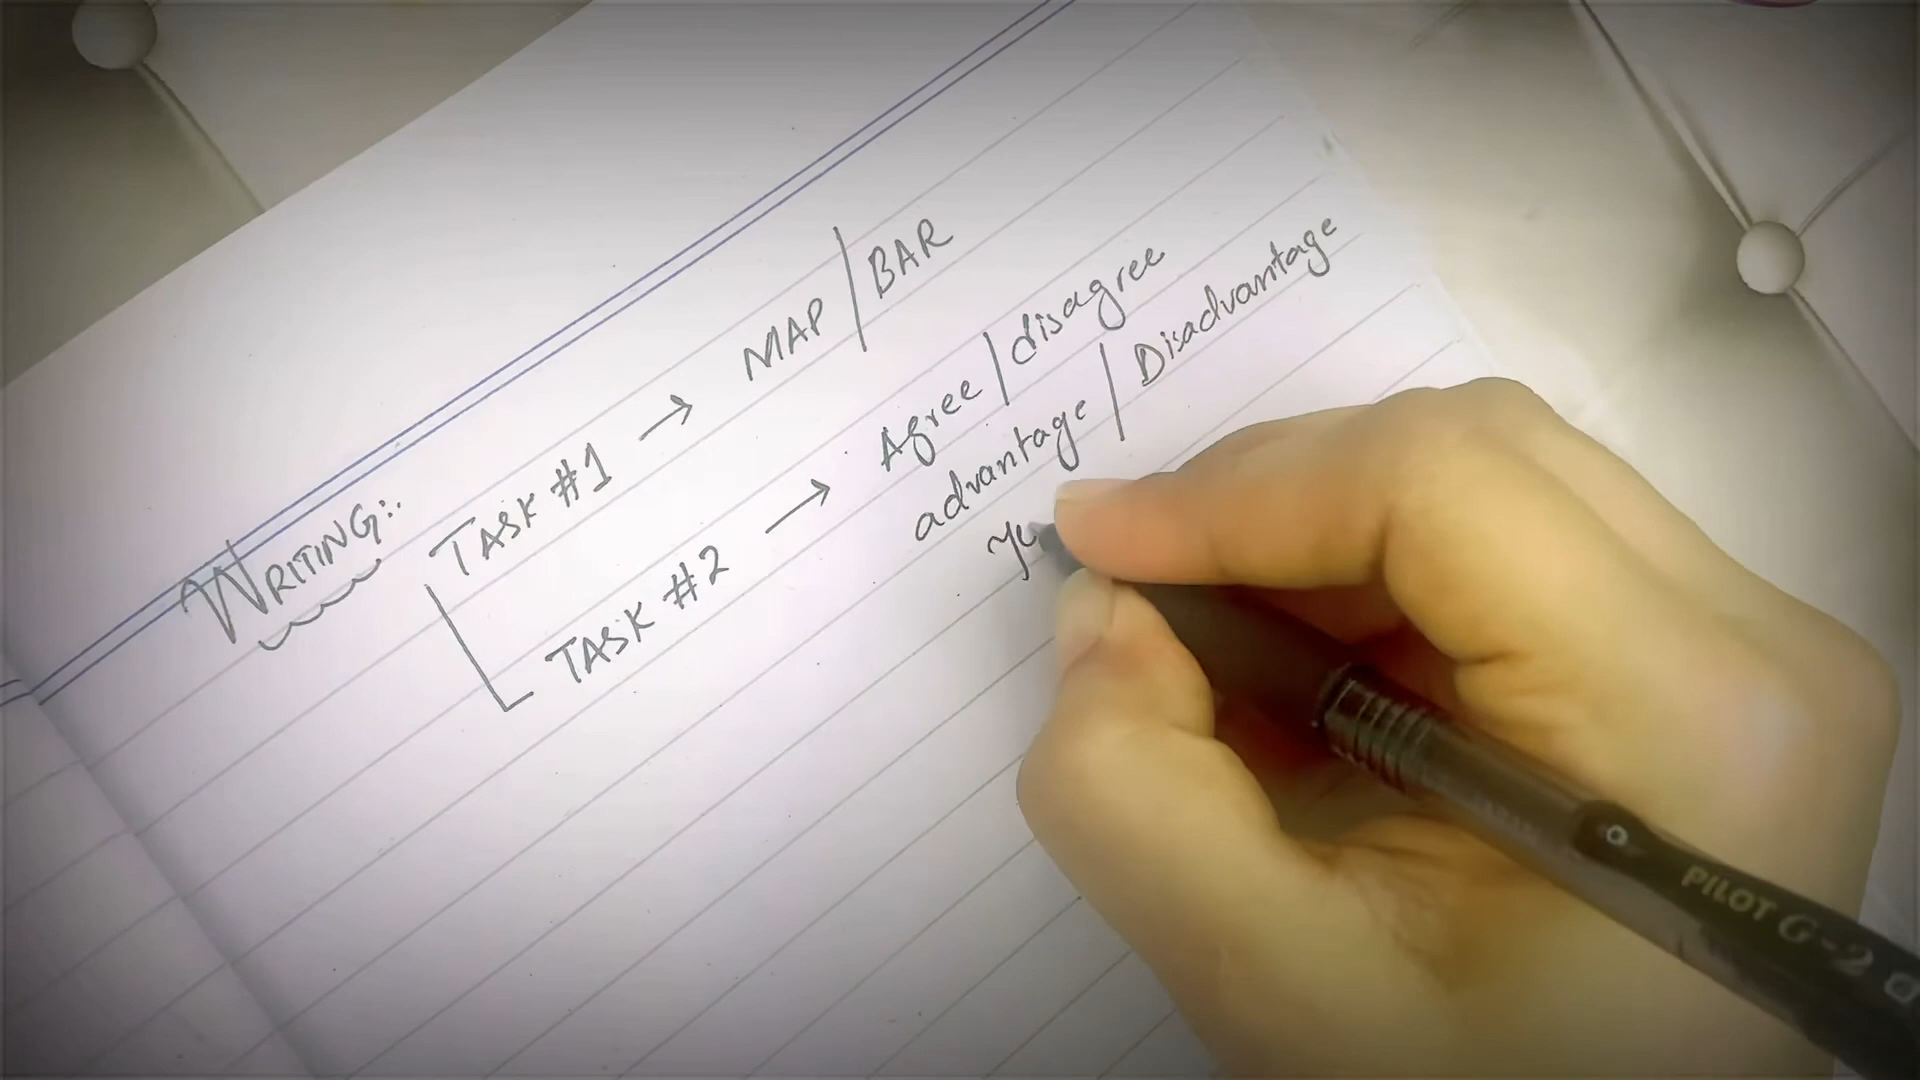 WRITING:
TASK #1 → MAP / BAR
TASK #2 → Agree / disagree
advantage / Disadvantage
PILOT G-2